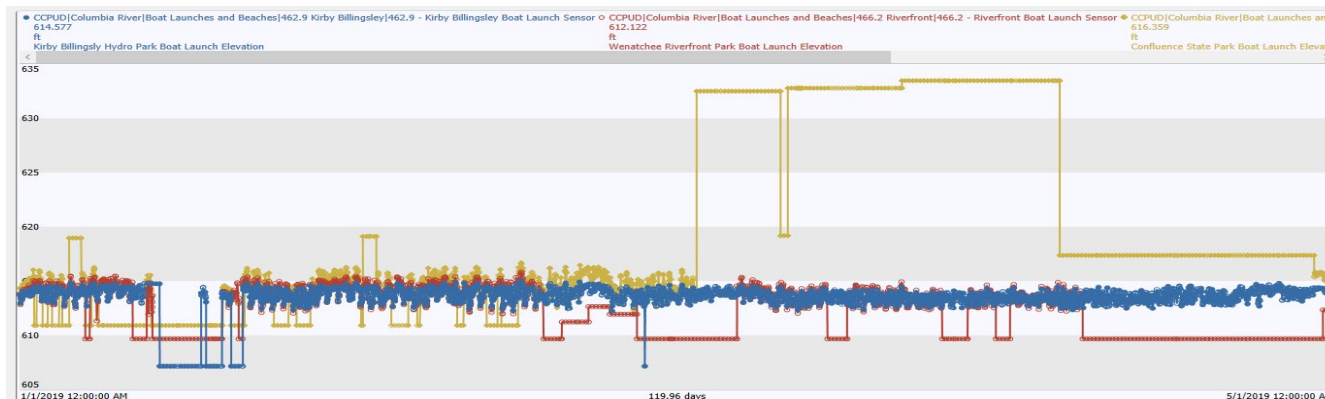 CCPUD|Columbia River|Boat Launches and Beaches|462.9 Kirby Billingsley|462.9 - Kirby Billingsley Boat Launch Sensor
614.577
ft
Kirby Billingsly Hydro Park Boat Launch Elevation
CCPUD|Columbia River|Boat Launches and Beaches|466.2 Riverfront|466.2 - Riverfront Boat Launch Sensor
612.122
ft
Wenatchee Riverfront Park Boat Launch Elevation
CCPUD|Columbia River|Boat Launches and
616.359
ft
Confluence State Park Boat Launch Eleva
635
630
625
620
615
610
605
1/1/2019 12:00:00 AM
119.96 days
5/1/2019 12:00:00 A